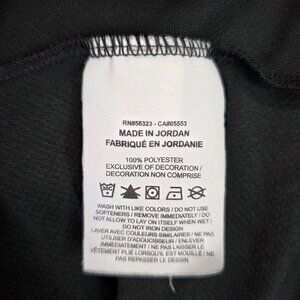 RN#56323 - CA#05553
MADE IN JORDAN
FABRIQUÉ EN JORDANIE
100% POLYESTER
EXCLUSIVE OF DECORATION /
DECORATION NON COMPRISE
WASH WITH LIKE COLORS / DO NOT USE
SOFTENERS / REMOVE IMMEDIATELY / DO
NOT ALLOW TO LAY ON ITSELF WHEN WET /
DO NOT IRON DESIGN
LAVER AVEC COULEURS SIMILAIRES / NE PAS
UTILISER D'ADOUCISSEUR / ENLEVER
IMMÉDIATEMENT / NE PAS LAISSER LE
VÊTEMENT PLIÉ LORSQU'IL EST MOUILLÉ / NE
PAS REPASSER LE DESSIN